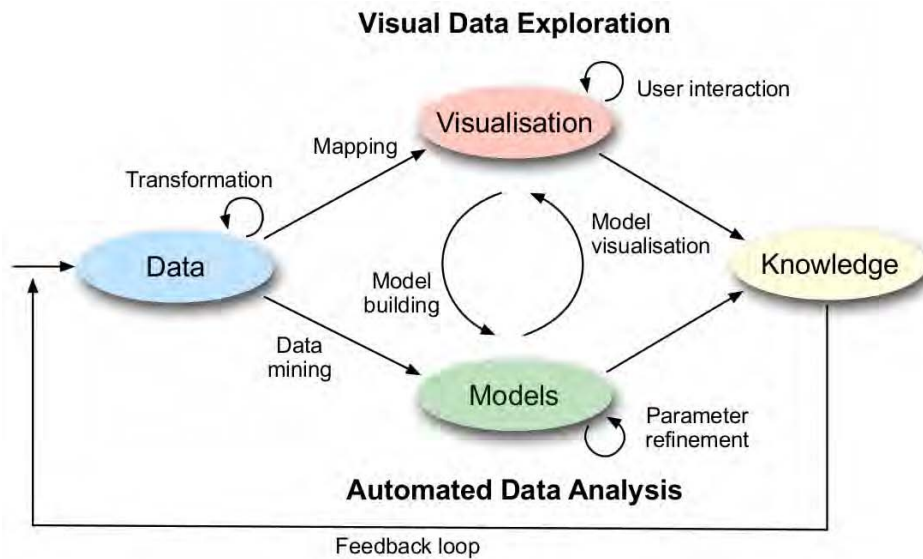 Visual Data Exploration
User interaction
Visualisation
Mapping
Transformation
Model
visualisation
Data
Knowledge
Model
building
Data
mining
Models
Parameter
refinement
Automated Data Analysis
Feedback loop